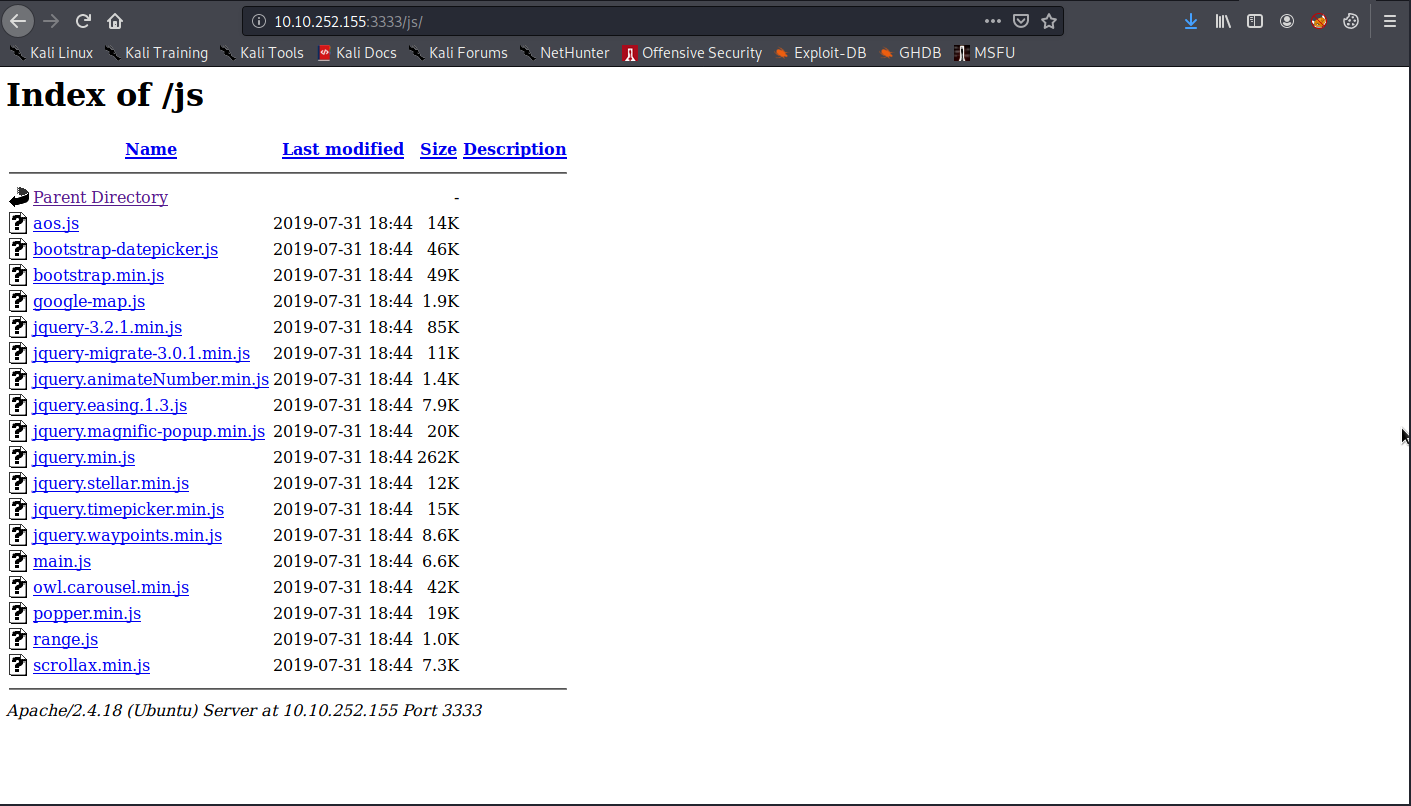 10.10.252.155:3333/js/
Kali Linux Kali Training Kali Tools Kali Docs Kali Forums NetHunter Offensive Security Exploit-DB GHDB MSFU
Index of /js
Name Last modified Size Description
Parent Directory -
aos.js 2019-07-31 18:44 14K
bootstrap-datepicker.js 2019-07-31 18:44 46K
bootstrap.min.js 2019-07-31 18:44 49K
google-map.js 2019-07-31 18:44 1.9K
jquery-3.2.1.min.js 2019-07-31 18:44 85K
jquery-migrate-3.0.1.min.js 2019-07-31 18:44 11K
jquery.animateNumber.min.js 2019-07-31 18:44 1.4K
jquery.easing.1.3.js 2019-07-31 18:44 7.9K
jquery.magnific-popup.min.js 2019-07-31 18:44 20K
jquery.min.js 2019-07-31 18:44 262K
jquery.stellar.min.js 2019-07-31 18:44 12K
jquery.timepicker.min.js 2019-07-31 18:44 15K
jquery.waypoints.min.js 2019-07-31 18:44 8.6K
main.js 2019-07-31 18:44 6.6K
owl.carousel.min.js 2019-07-31 18:44 42K
popper.min.js 2019-07-31 18:44 19K
range.js 2019-07-31 18:44 1.0K
scrollax.min.js 2019-07-31 18:44 7.3K
Apache/2.4.18 (Ubuntu) Server at 10.10.252.155 Port 3333